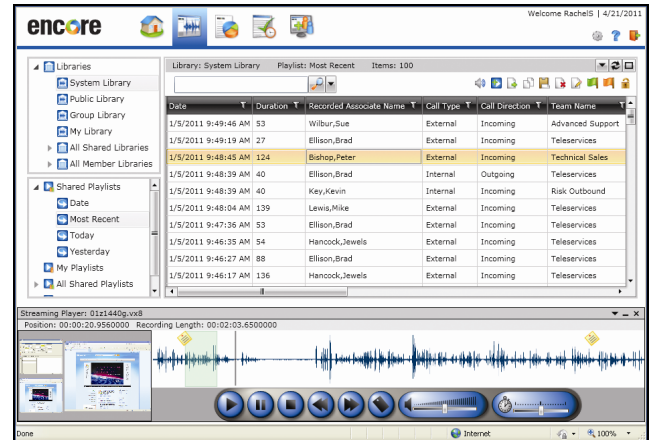 Welcome RachelS | 4/21/2011
encore
Libraries
System Library
Public Library
Group Library
My Library
All Shared Libraries
All Member Libraries
Shared Playlists
Date
Most Recent
Today
Yesterday
My Playlists
All Shared Playlists
Library: System Library Playlist: Most Recent Items: 100
Date Duration Recorded Associate Name Call Type Call Direction Team Name
1/5/2011 9:49:46 AM 53 Wilbur,Sue External Incoming Advanced Support
1/5/2011 9:49:19 AM 27 Ellison,Brad External Incoming Teleservices
1/5/2011 9:48:45 AM 124 Bishop,Peter External Incoming Technical Sales
1/5/2011 9:48:39 AM 40 Ellison,Brad Internal Outgoing Teleservices
1/5/2011 9:48:39 AM 40 Key,Kevin Internal Incoming Risk Outbound
1/5/2011 9:48:04 AM 139 Lewis,Mike External Incoming Teleservices
1/5/2011 9:47:36 AM 53 Ellison,Brad External Incoming Teleservices
1/5/2011 9:46:35 AM 54 Hancock,Jewels External Incoming Teleservices
1/5/2011 9:46:27 AM 88 Ellison,Brad External Incoming Teleservices
1/5/2011 9:46:17 AM 136 Hancock,Jewels External Incoming Teleservices
Streaming Player: 01z1440g.vx8
Position: 00:00:20.9560000 Recording Length: 00:02:03.6500000
Done Internet 100%